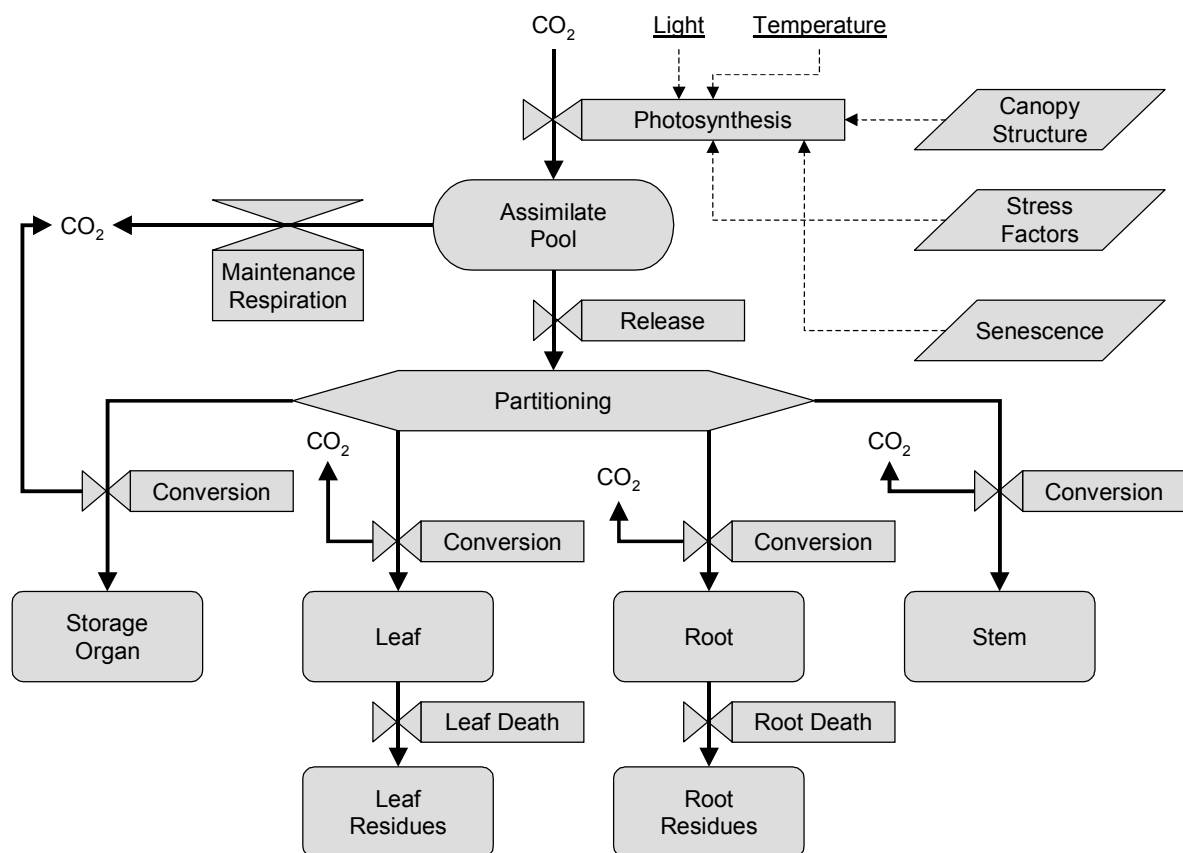 CO₂
Light
Temperature
Photosynthesis
Canopy
Structure
Assimilate
Pool
Stress
Factors
CO₂
Maintenance
Respiration
Release
Senescence
Partitioning
CO₂
CO₂
CO₂
Conversion
Conversion
Conversion
Conversion
Storage
Organ
Leaf
Root
Stem
Leaf Death
Root Death
Leaf
Residues
Root
Residues